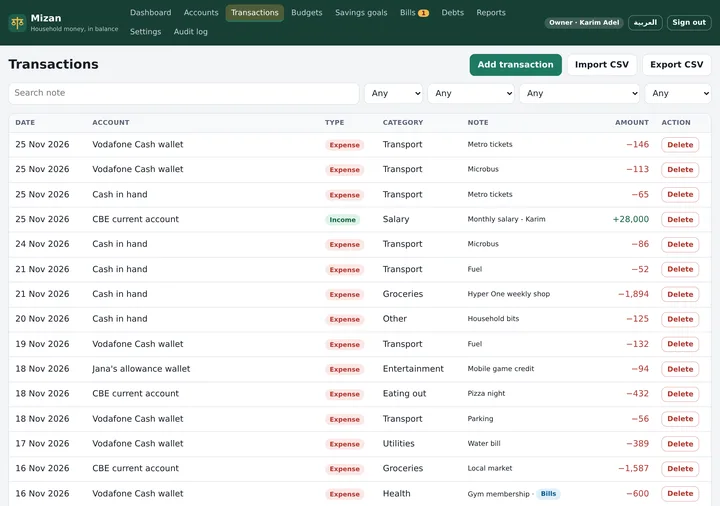 Mizan
Household money, in balance
Dashboard Accounts Transactions Budgets Savings goals Bills 1 Debts Reports
Settings Audit log
Owner · Karim Adel العربية Sign out
Transactions Add transaction Import CSV Export CSV
Search note Any Any Any Any
DATE ACCOUNT TYPE CATEGORY NOTE AMOUNT ACTION
25 Nov 2026 Vodafone Cash wallet Expense Transport Metro tickets −146 Delete
25 Nov 2026 Vodafone Cash wallet Expense Transport Microbus −113 Delete
25 Nov 2026 Cash in hand Expense Transport Metro tickets −65 Delete
25 Nov 2026 CBE current account Income Salary Monthly salary - Karim +28,000 Delete
24 Nov 2026 Cash in hand Expense Transport Microbus −86 Delete
21 Nov 2026 Cash in hand Expense Transport Fuel −52 Delete
21 Nov 2026 Cash in hand Expense Groceries Hyper One weekly shop −1,894 Delete
20 Nov 2026 Cash in hand Expense Other Household bits −125 Delete
19 Nov 2026 Vodafone Cash wallet Expense Transport Fuel −132 Delete
18 Nov 2026 Jana's allowance wallet Expense Entertainment Mobile game credit −94 Delete
18 Nov 2026 CBE current account Expense Eating out Pizza night −432 Delete
18 Nov 2026 Vodafone Cash wallet Expense Transport Parking −56 Delete
17 Nov 2026 Vodafone Cash wallet Expense Utilities Water bill −389 Delete
16 Nov 2026 CBE current account Expense Groceries Local market −1,587 Delete
16 Nov 2026 Vodafone Cash wallet Expense Health Gym membership · Bills −600 Delete